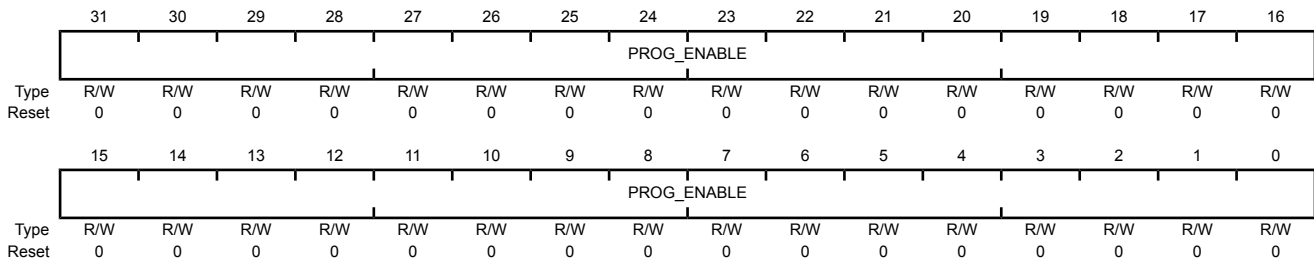 31 30 29 28 27 26 25 24 23 22 21 20 19 18 17 16
PROG_ENABLE
Type R/W R/W R/W R/W R/W R/W R/W R/W R/W R/W R/W R/W R/W R/W R/W R/W
Reset 0 0 0 0 0 0 0 0 0 0 0 0 0 0 0 0
15 14 13 12 11 10 9 8 7 6 5 4 3 2 1 0
PROG_ENABLE
Type R/W R/W R/W R/W R/W R/W R/W R/W R/W R/W R/W R/W R/W R/W R/W R/W
Reset 0 0 0 0 0 0 0 0 0 0 0 0 0 0 0 0